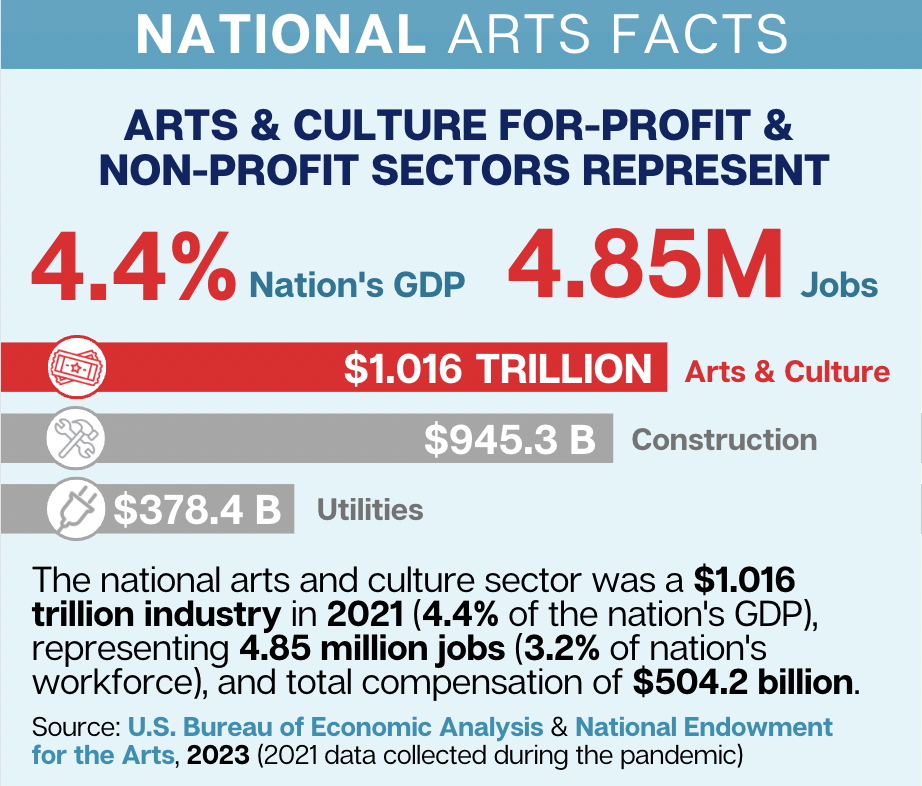 NATIONAL ARTS FACTS
ARTS & CULTURE FOR-PROFIT &
NON-PROFIT SECTORS REPRESENT
4.4% Nation's GDP 4.85M Jobs
$1.016 TRILLION Arts & Culture
$945.3 B Construction
$378.4 B Utilities
The national arts and culture sector was a $1.016
trillion industry in 2021 (4.4% of the nation's GDP),
representing 4.85 million jobs (3.2% of nation's
workforce), and total compensation of $504.2 billion.
Source: U.S. Bureau of Economic Analysis & National Endowment
for the Arts, 2023 (2021 data collected during the pandemic)